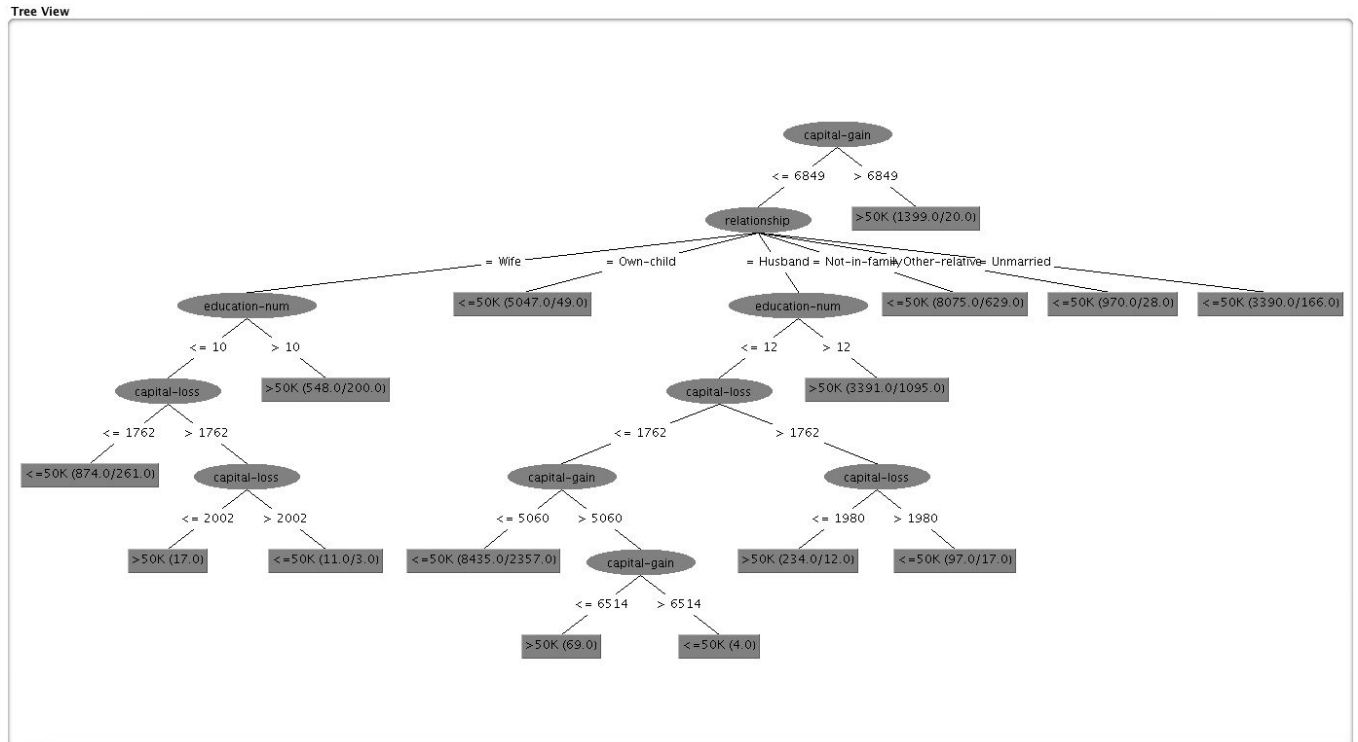 Tree View
capital-gain
<= 6849 > 6849
relationship >50K (1399.0/20.0)
= Wife = Own-child = Husband = Not-in-family = Other-relative = Unmarried
education-num <=50K (5047.0/49.0) education-num <=50K (8075.0/629.0) <=50K (970.0/28.0) <=50K (3390.0/166.0)
<= 10 > 10 <= 12 > 12
capital-loss >50K (548.0/200.0) capital-loss >50K (3391.0/1095.0)
<= 1762 > 1762 <= 1762 > 1762
<=50K (874.0/261.0) capital-loss capital-gain capital-loss
<= 2002 > 2002 <= 5060 > 5060 <= 1980 > 1980
>50K (17.0) <=50K (11.0/3.0) <=50K (8435.0/2357.0) capital-gain >50K (234.0/12.0) <=50K (97.0/17.0)
<= 6514 > 6514
>50K (69.0) <=50K (4.0)